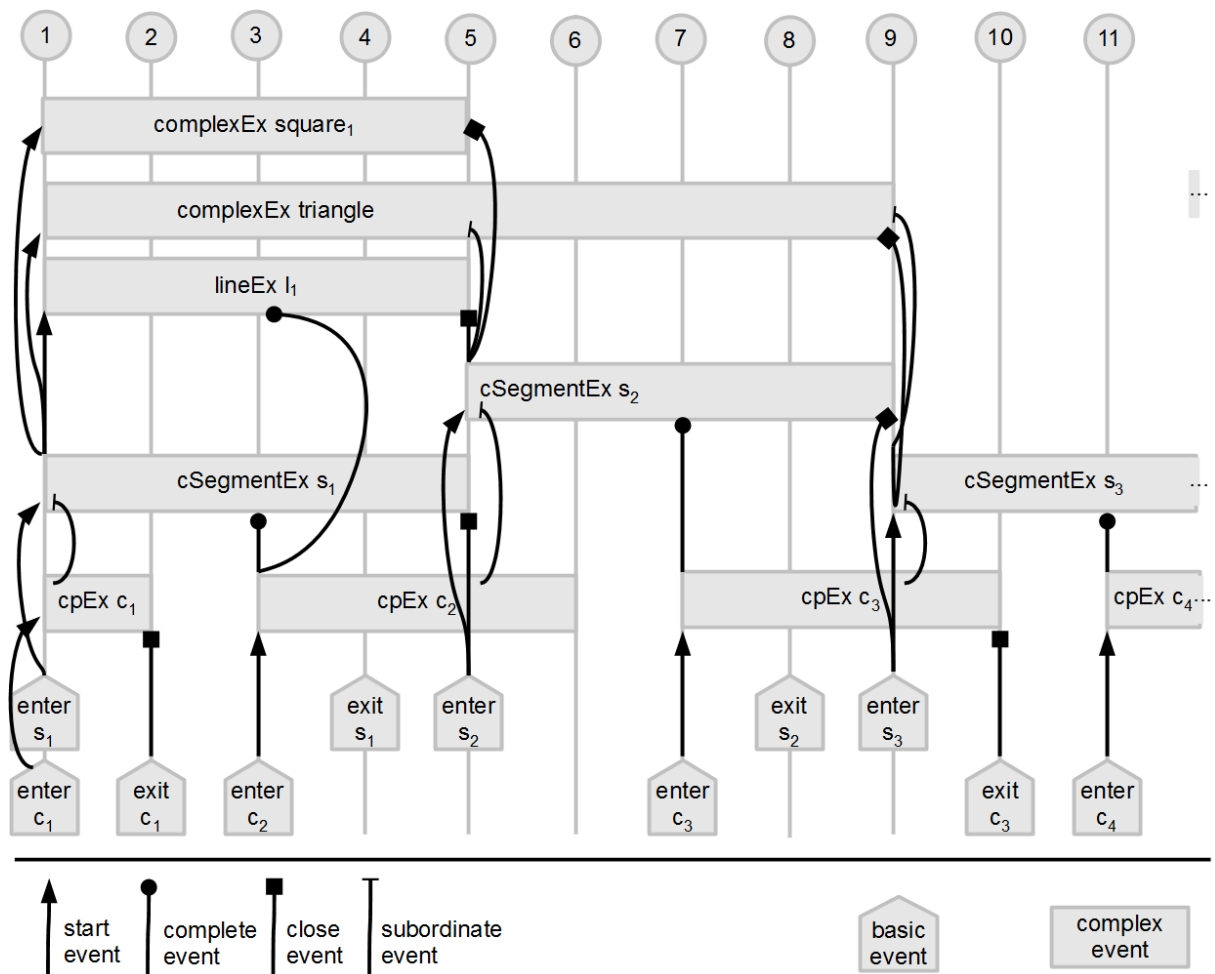 1 2 3 4 5 6 7 8 9 10 11
complexEx square₁
complexEx triangle
...
lineEx l₁
cSegmentEx s₂
cSegmentEx s₁
cSegmentEx s₃
...
cpEx c₁
cpEx c₂
cpEx c₃
cpEx c₄...
enter
s₁
exit
s₁
enter
s₂
exit
s₂
enter
s₃
enter
c₁
exit
c₁
enter
c₂
enter
c₃
exit
c₃
enter
c₄
start
event
complete
event
close
event
subordinate
event
basic
event
complex
event